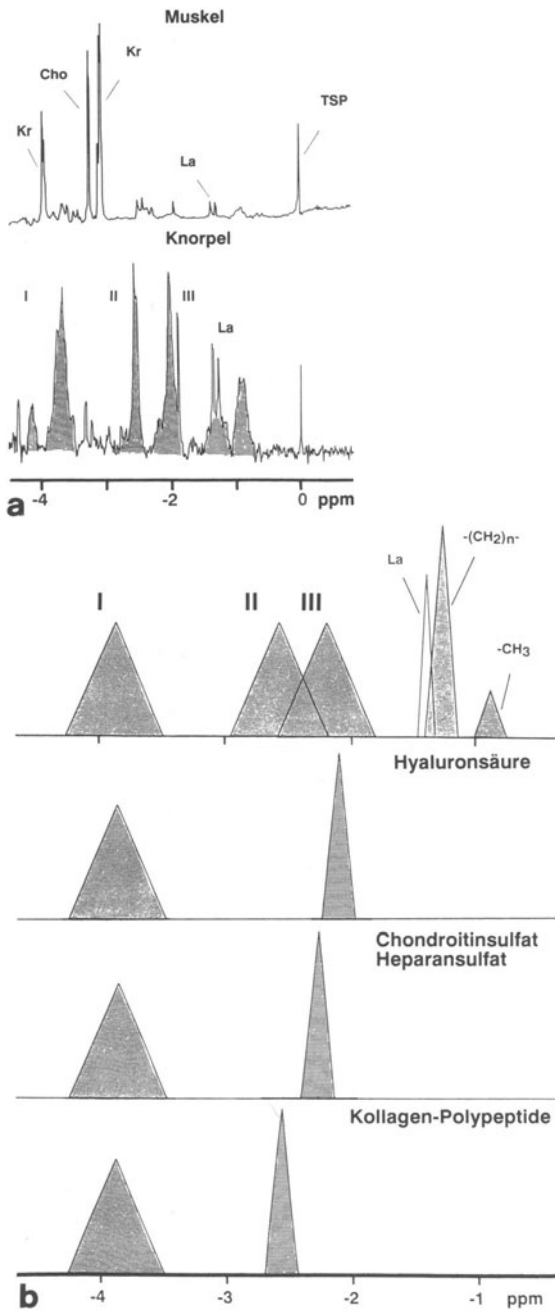 Muskel
Kr
Cho
Kr
TSP
La
Knorpel
I
II
III
La
-4
-2
0
ppm
a
I
II
III
La
-(CH2)n-
-CH3
Hyaluronsäure
Chondroitinsulfat
Heparansulfat
Kollagen-Polypeptide
b
-4
-3
-2
-1
ppm